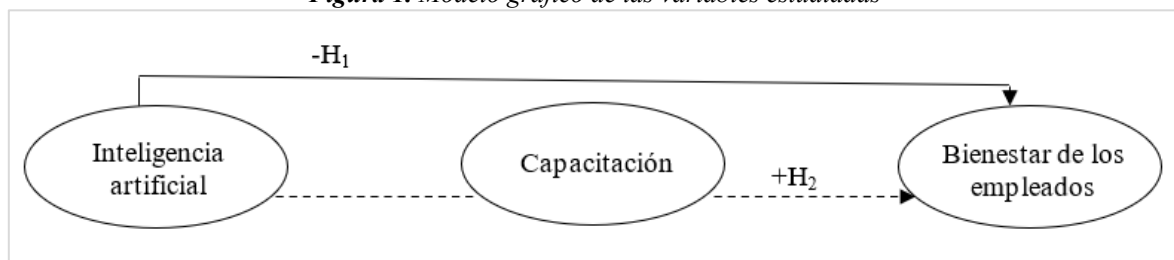 Figura 1. Modelo gráfico de las variables estudiadas
-H₁
Inteligencia
artificial
Capacitación
+H₂
Bienestar de los
empleados